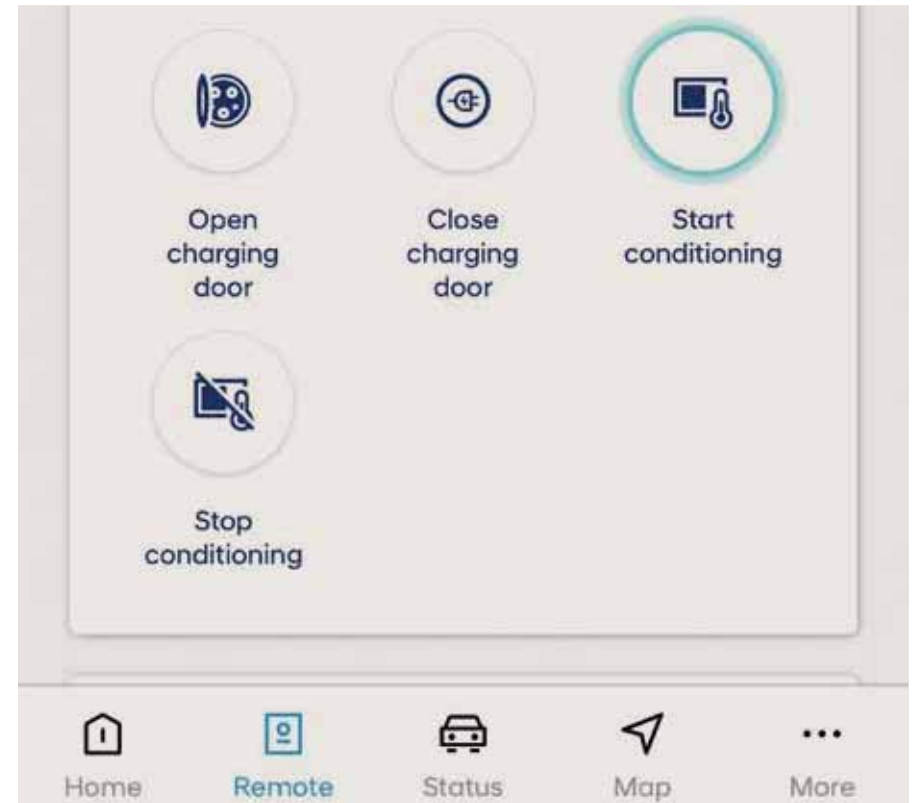 Open
charging
door
Close
charging
door
Start
conditioning
Stop
conditioning
Home
Remote
Status
Map
More